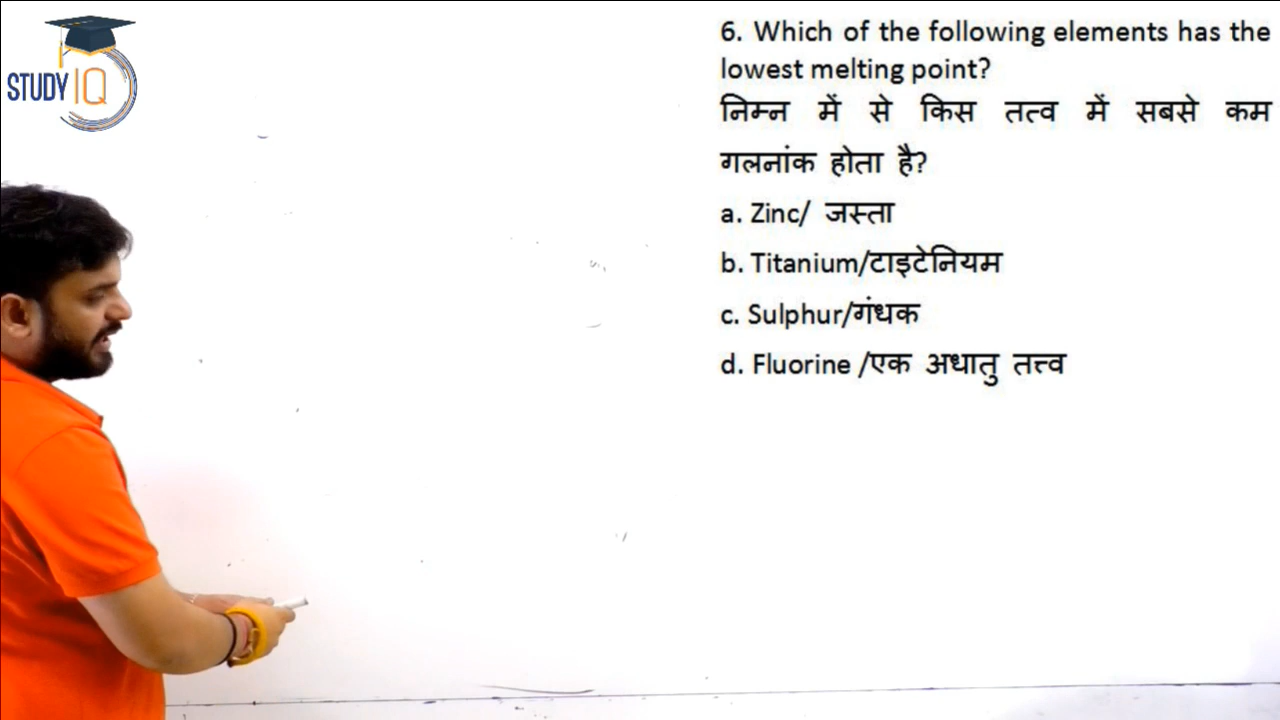 STUDY IQ
6. Which of the following elements has the
lowest melting point?
निम्न में से किस तत्व में सबसे कम
गलनांक होता है?
a. Zinc/ जस्ता
b. Titanium/टाइटेनियम
c. Sulphur/गंधक
d. Fluorine /एक अधातु तत्त्व